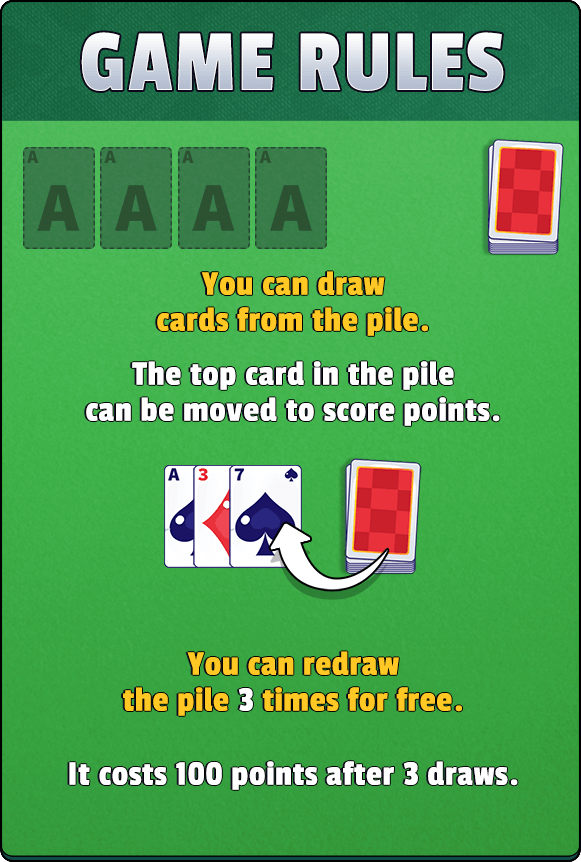 GAME RULES
A A A A
A A A A
You can draw
cards from the pile.
The top card in the pile
can be moved to score points.
A 3 7
You can redraw
the pile 3 times for free.
It costs 100 points after 3 draws.